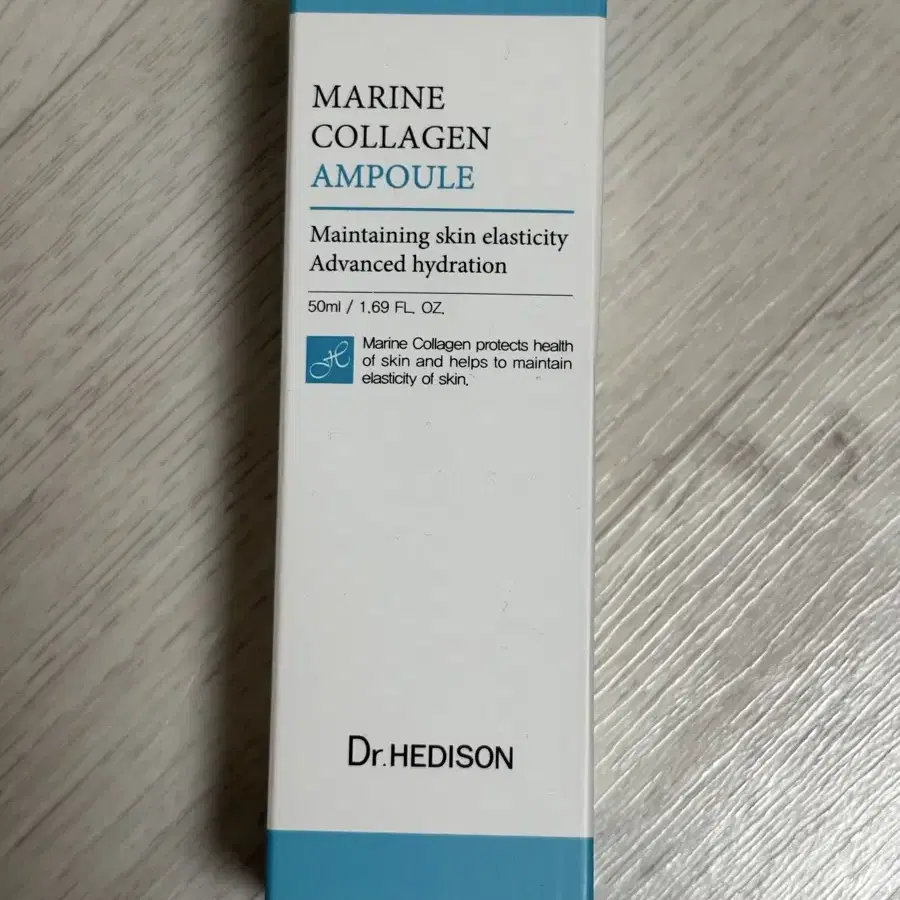 MARINE
COLLAGEN
AMPOULE
Maintaining skin elasticity
Advanced hydration
50ml / 1.69 FL. OZ.
H
Marine Collagen protects health
of skin and helps to maintain
elasticity of skin.
Dr.HEDISON